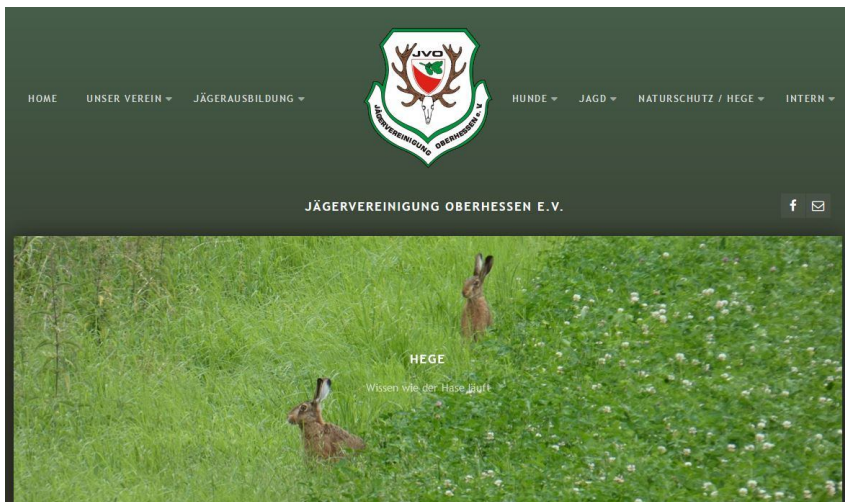 JVO
JÄGERVEREINIGUNG OBERHESSEN e. V.
HOME UNSER VEREIN JÄGERAUSBILDUNG HUNDE JAGD NATURSCHUTZ / HEGE INTERN
JÄGERVEREINIGUNG OBERHESSEN E.V.
HEGE
Wissen wie der Hase läuft